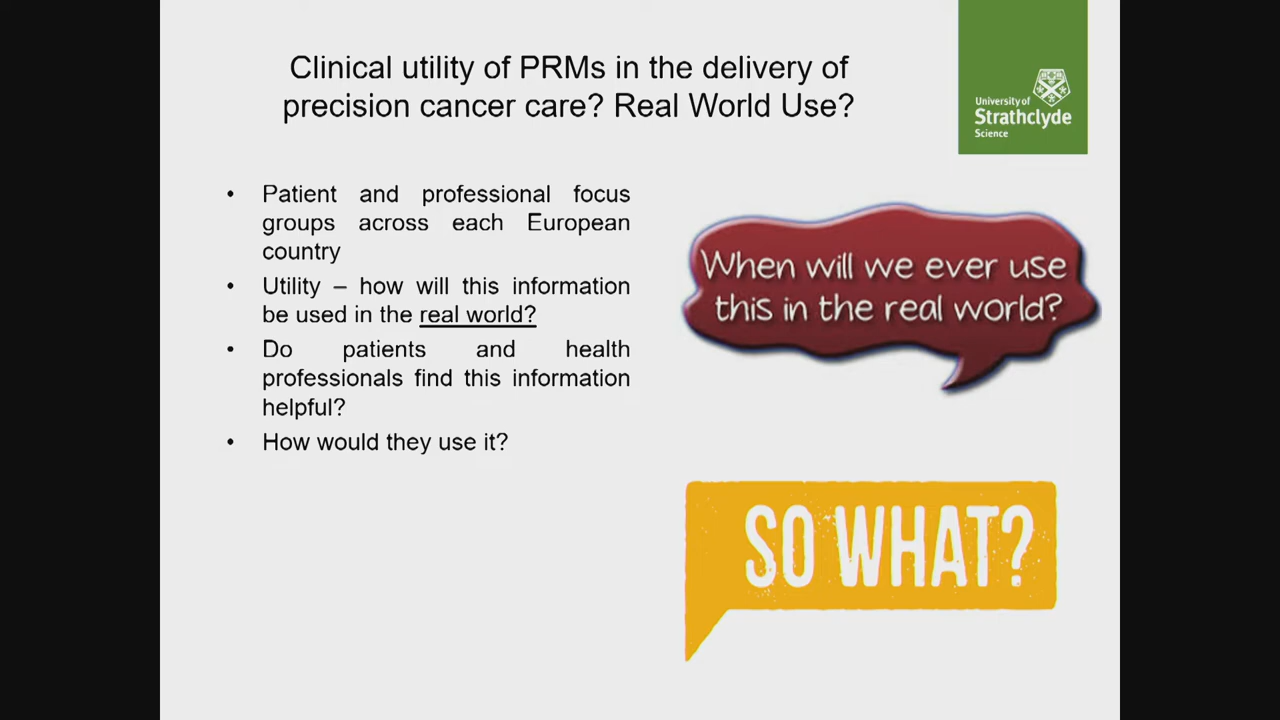 Clinical utility of PRMs in the delivery of
precision cancer care? Real World Use?
University of
Strathclyde
Science
• Patient and professional focus
groups across each European
country
• Utility – how will this information
be used in the real world?
• Do patients and health
professionals find this information
helpful?
• How would they use it?
When will we ever use
this in the real world?
SO WHAT?